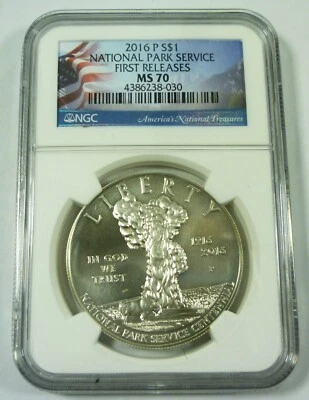 2016 P S$1
NATIONAL PARK SERVICE
FIRST RELEASES
MS 70
4386238-030
NGC
America's National Treasures
LIBERTY
1916
2016
IN GOD
WE
TRUST
P
NATIONAL PARK SERVICE CENTENNIAL